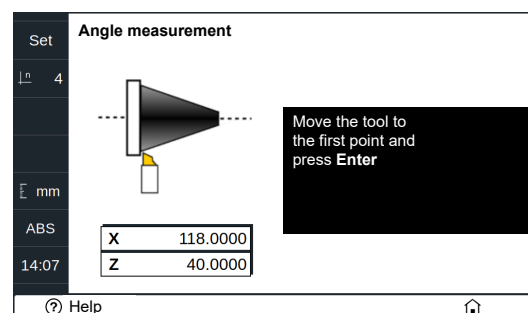 Set
Angle measurement
n 4
Move the tool to
the first point and
press Enter
mm
ABS
X 118.0000
Z 40.0000
14:07
? Help